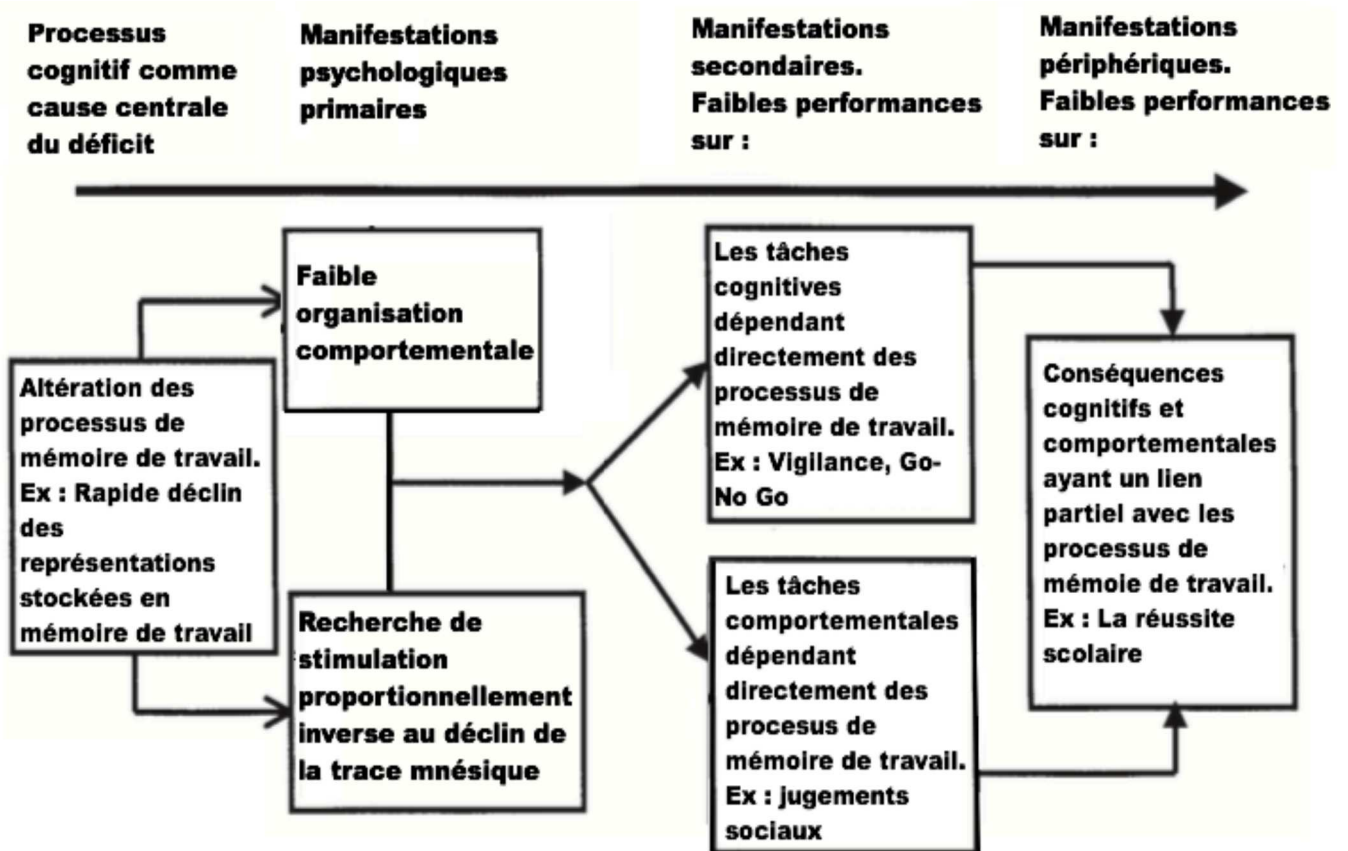 Processus
cognitif comme
cause centrale
du déficit
Manifestations
psychologiques
primaires
Manifestations
secondaires.
Faibles performances
sur :
Manifestations
périphériques.
Faibles performances
sur :
Altération des
processus de
mémoire de travail.
Ex : Rapide déclin
des
représentations
stockées en
mémoire de travail
Faible
organisation
comportementale
Recherche de
stimulation
proportionnellement
inverse au déclin de
la trace mnésique
Les tâches
cognitives
dépendant
directement des
processus de
mémoire de travail.
Ex : Vigilance, Go-
No Go
Les tâches
comportementales
dépendant
directement des
procesus de
mémoire de travail.
Ex : jugements
sociaux
Conséquences
cognitifs et
comportementales
ayant un lien
partiel avec les
processus de
mémoie de travail.
Ex : La réussite
scolaire